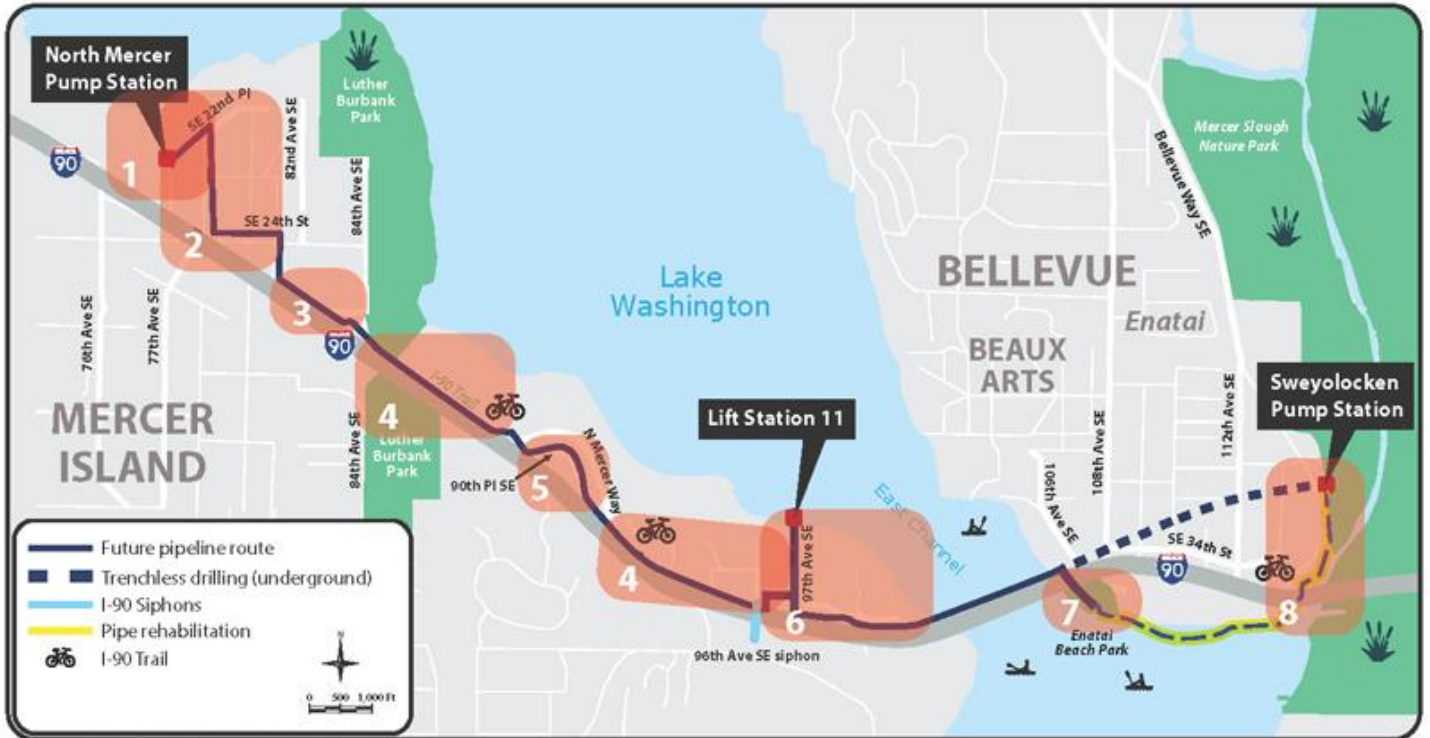 North Mercer
Pump Station
SE 22nd Pl
82nd Ave SE
Luther
Burbank
Park
84th Ave SE
90
1
SE 24th St
2
3
90
76th Ave SE
77th Ave SE
MERCER
ISLAND
4
I-90 Trail
84th Ave SE
Luther
Burbank
Park
90th Pl SE
5
N Mercer Way
4
Lake
Washington
Lift Station 11
97th Ave SE
6
96th Ave SE siphon
East Channel
BELLEVUE
Enatai
BEAUX
ARTS
Bellevue Way SE
Mercer Slough
Nature Park
112th Ave SE
108th Ave SE
109th Ave SE
Sweyolocken
Pump Station
SE 34th St
90
7
Enatai
Beach Park
8
Future pipeline route
Trenchless drilling (underground)
I-90 Siphons
Pipe rehabilitation
I-90 Trail
N
0 500 1,000 Ft